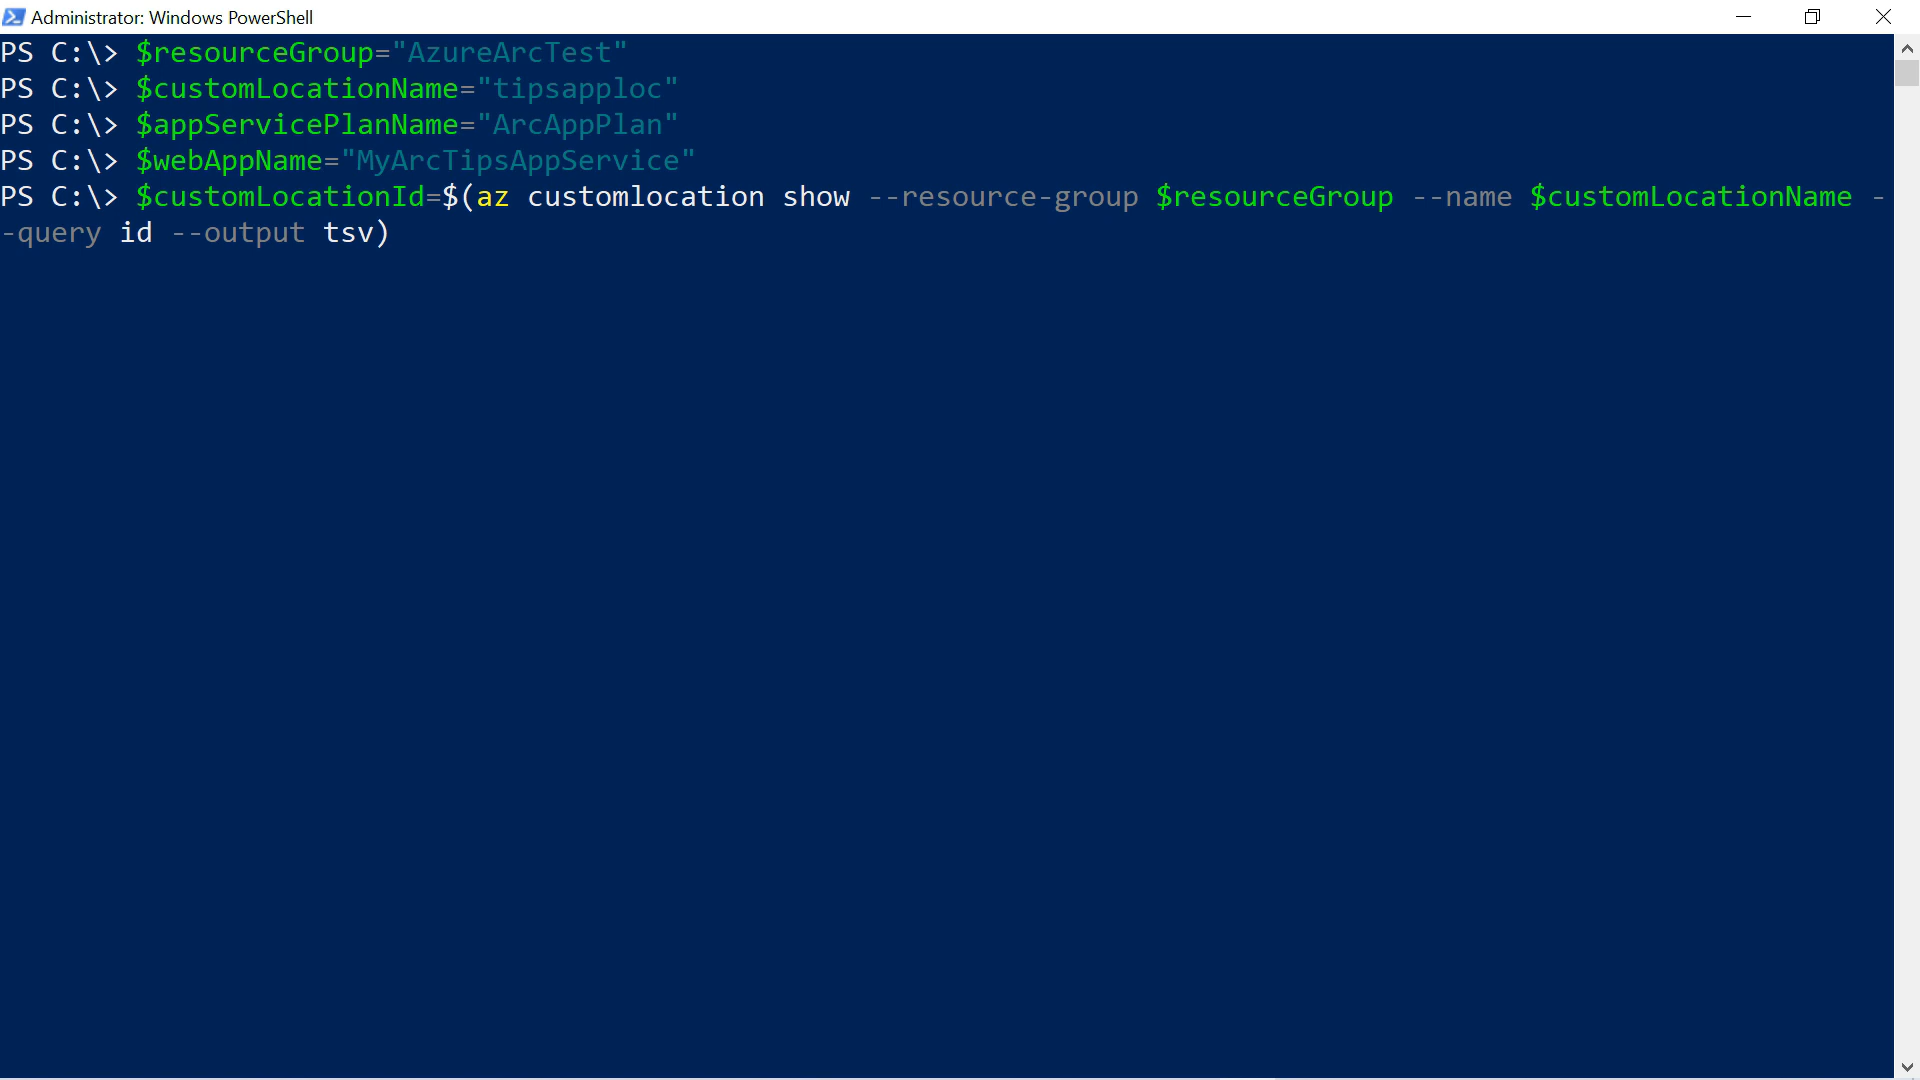 Administrator: Windows PowerShell
PS C:\> $resourceGroup="AzureArcTest"
PS C:\> $customLocationName="tipsapploc"
PS C:\> $appServicePlanName="ArcAppPlan"
PS C:\> $webAppName="MyArcTipsAppService"
PS C:\> $customLocationId=$(az customlocation show --resource-group $resourceGroup --name $customLocationName -
-query id --output tsv)